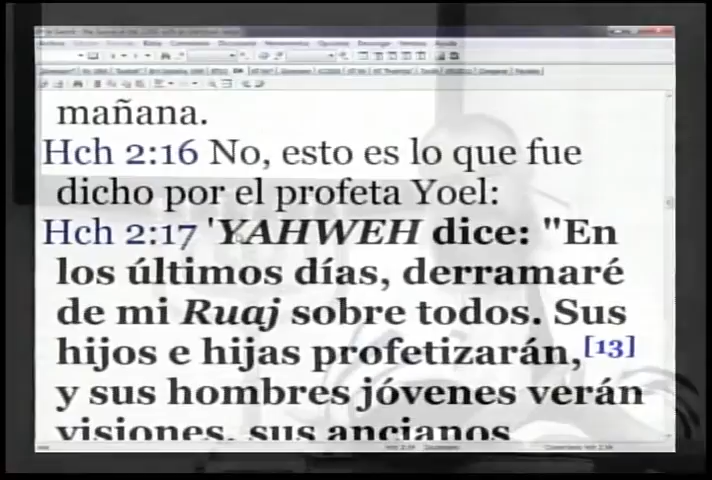 mañana.
Hch 2:16 No, esto es lo que fue
dicho por el profeta Yoel:
Hch 2:17 'YAHWEH dice: "En
los últimos días, derramaré
de mi Ruaj sobre todos. Sus
hijos e hijas profetizarán,[13]
y sus hombres jóvenes verán
visiones, sus ancianos